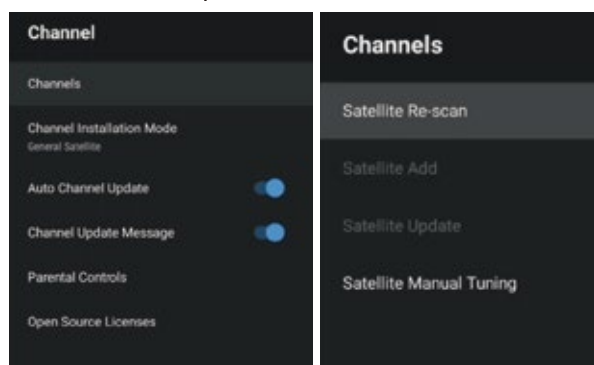 Channel
Channels
Channel Installation Mode
General Satellite
Auto Channel Update
Channel Update Message
Parental Controls
Open Source Licenses
Channels
Satellite Re-scan
Satellite Add
Satellite Update
Satellite Manual Tuning